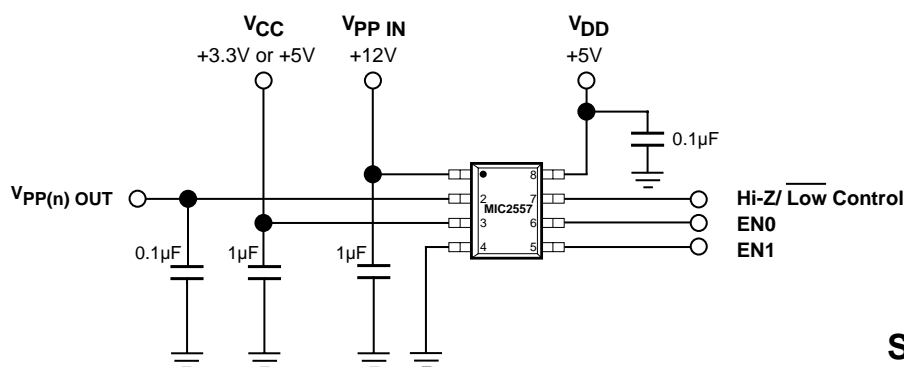 VCC
+3.3V or +5V
VPP IN
+12V
VDD
+5V
0.1µF
VPP(n) OUT
8
2
7
MIC2557
3
6
4
5
Hi-Z/ Low Control
EN0
EN1
0.1µF
1µF
1µF
S